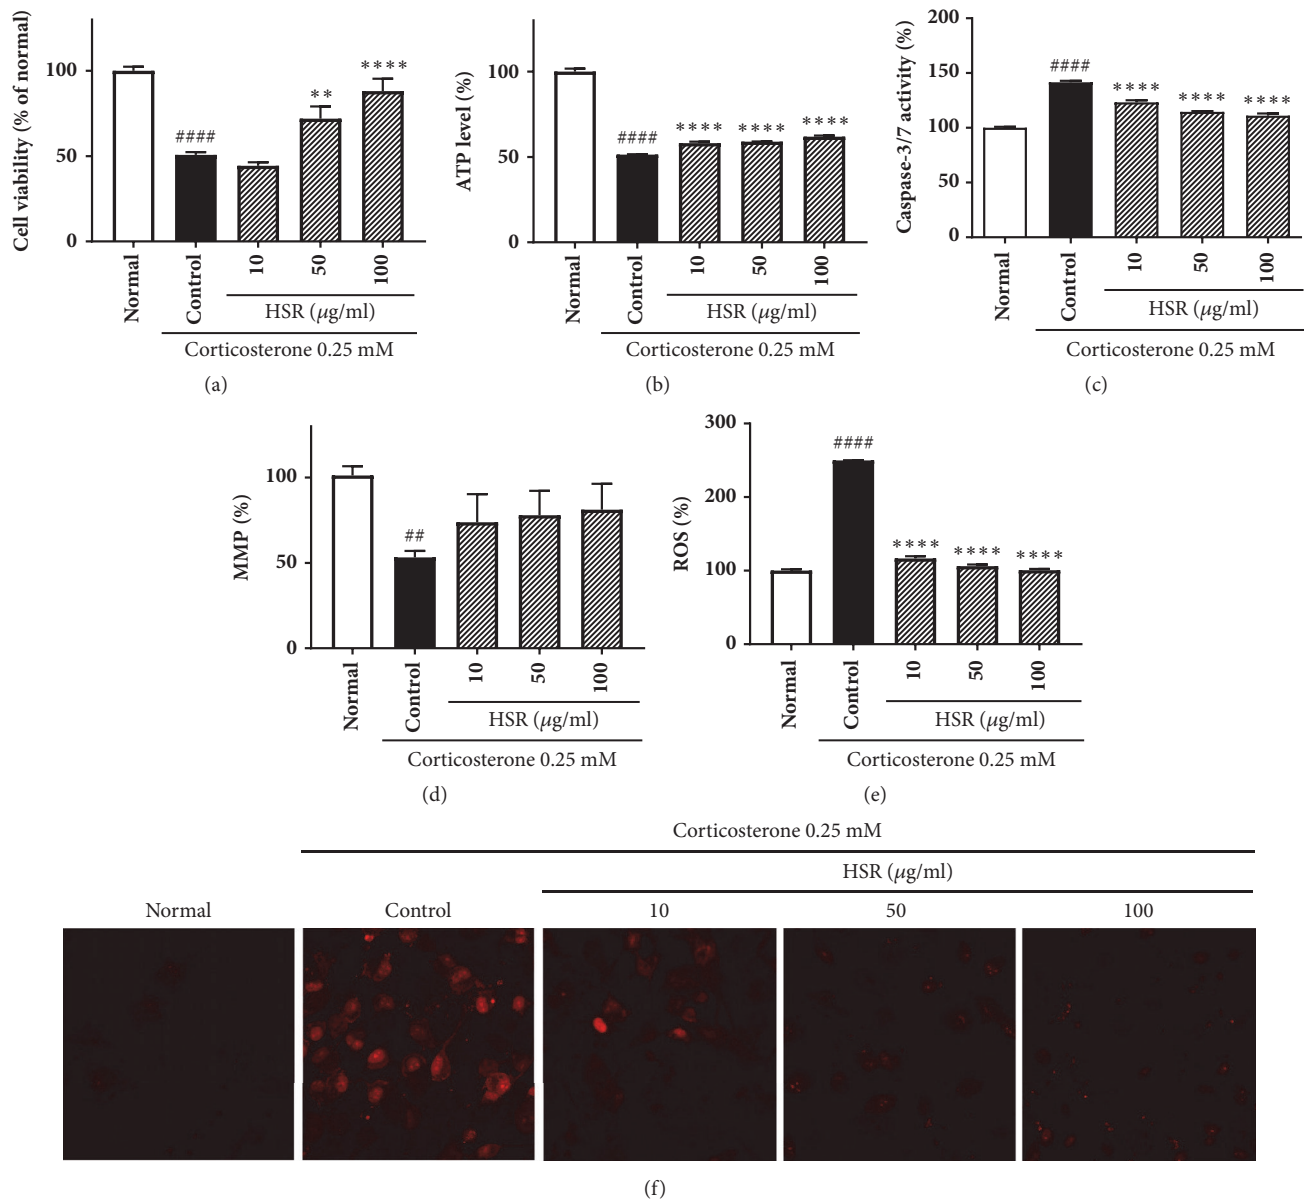 Cell viability (% of normal)
100
50
0
####
**
****
Normal
Control
10
50
100
HSR (μg/ml)
Corticosterone 0.25 mM
(a)
ATP level (%)
100
50
0
####
****
****
****
Normal
Control
10
50
100
HSR (μg/ml)
Corticosterone 0.25 mM
(b)
Caspase-3/7 activity (%)
200
150
100
50
0
####
****
****
****
Normal
Control
10
50
100
HSR (μg/ml)
Corticosterone 0.25 mM
(c)
MMP (%)
100
50
0
##
Normal
Control
10
50
100
HSR (μg/ml)
Corticosterone 0.25 mM
(d)
ROS (%)
300
200
100
0
####
****
****
****
Normal
Control
10
50
100
HSR (μg/ml)
Corticosterone 0.25 mM
(e)
Corticosterone 0.25 mM
HSR (μg/ml)
Normal Control 10 50 100
(f)